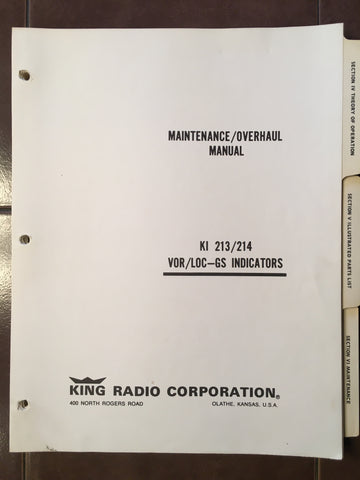 MAINTENANCE/OVERHAUL
MANUAL
KI 213/214
VOR/LOC—GS INDICATORS
KING RADIO CORPORATION®
400 NORTH ROGERS ROAD OLATHE, KANSAS, U.S.A.
SECTION IV THEORY OF OPERATION
SECTION V ILLUSTRATED PARTS LIST
SECTION VI MAINTENANCE